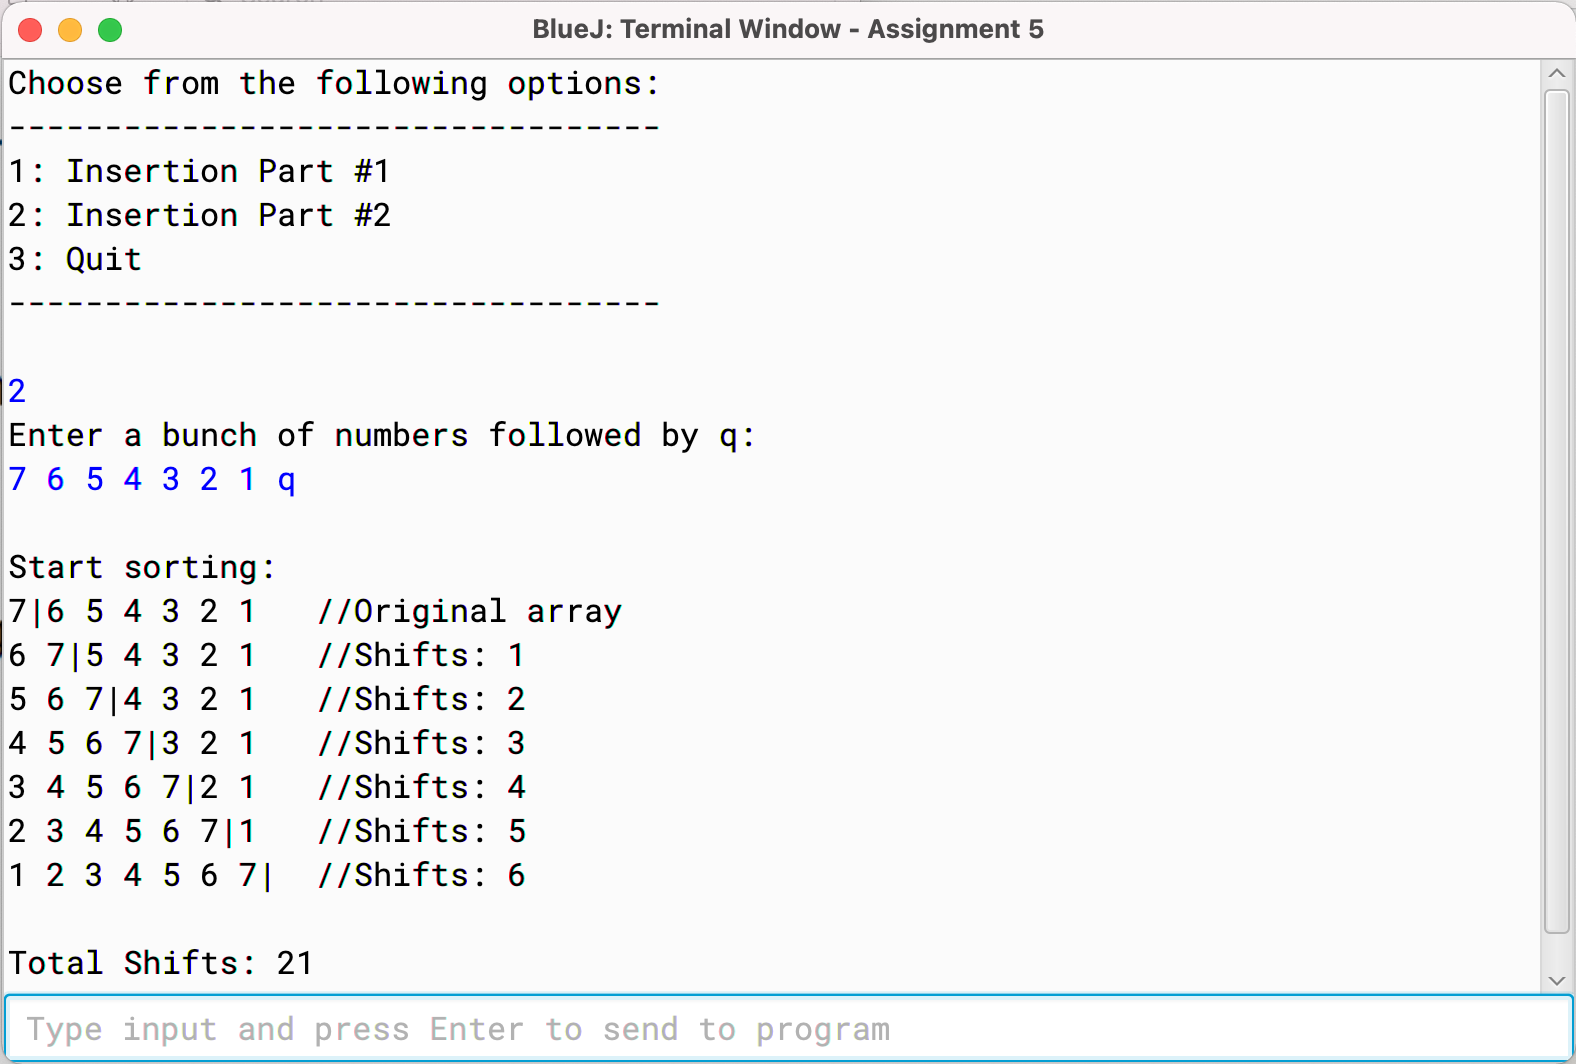 BlueJ: Terminal Window - Assignment 5
Choose from the following options:
----------------------------------
1: Insertion Part #1
2: Insertion Part #2
3: Quit
----------------------------------
2
Enter a bunch of numbers followed by q:
7 6 5 4 3 2 1 q
Start sorting:
7|6 5 4 3 2 1   //Original array
6 7|5 4 3 2 1   //Shifts: 1
5 6 7|4 3 2 1   //Shifts: 2
4 5 6 7|3 2 1   //Shifts: 3
3 4 5 6 7|2 1   //Shifts: 4
2 3 4 5 6 7|1   //Shifts: 5
1 2 3 4 5 6 7|  //Shifts: 6
Total Shifts: 21
Type input and press Enter to send to program